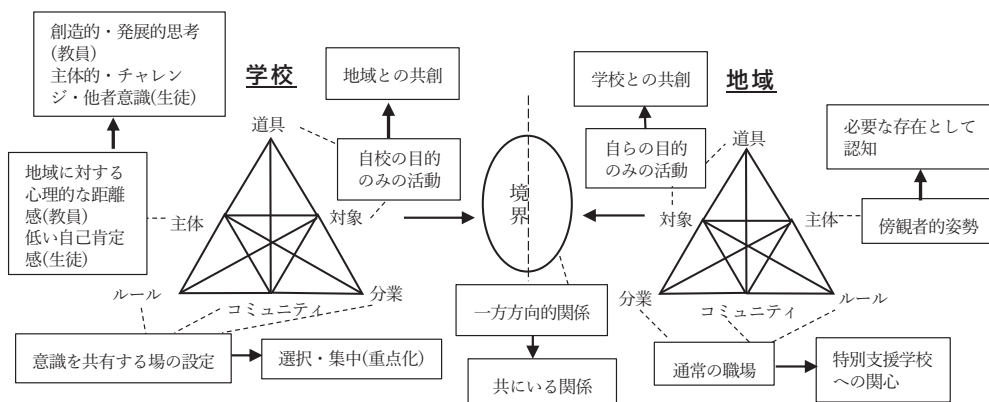 創造的・発展的思考
(教員)
主体的・チャレン
ジ・他者意識(生徒)
学校
地域との共創
道具
自校の目的
のみの活動
地域に対する
心理的な距離
感(教員)
低い自己肯定
感(生徒)
主体
対象
ルール
コミュニティ
分業
意識を共有する場の設定
選択・集中(重点化)
境界
一方方向的関係
共にいる関係
学校との共創
地域
自らの目的
のみの活動
道具
必要な存在として
認知
対象
主体
傍観者的姿勢
分業
コミュニティ
ルール
通常の職場
特別支援学校
への関心